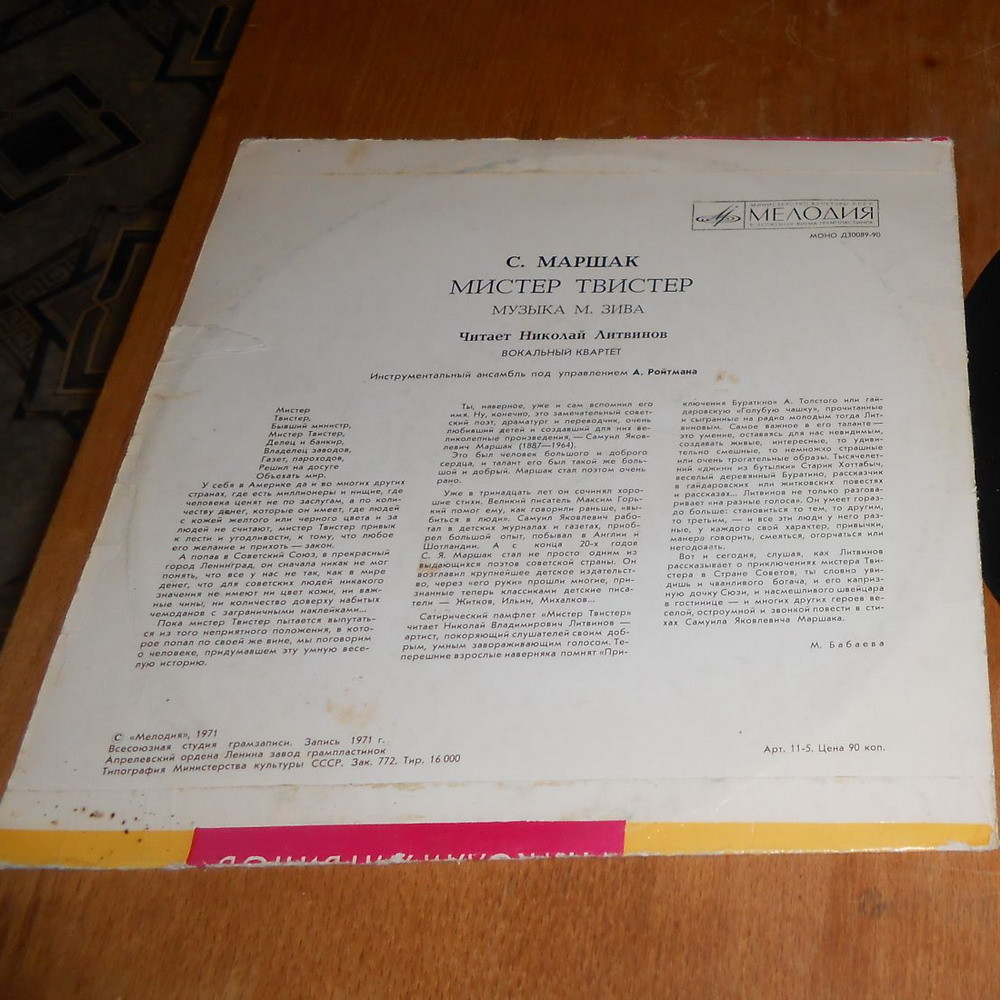 МИНИСТЕРСТВО КУЛЬТУРЫ СССР
МЕЛОДИЯ
ВСЕСОЮЗНАЯ ФИРМА ГРАМПЛАСТИНОК
МОНО Д30089-90
С. МАРШАК
МИСТЕР ТВИСТЕР
МУЗЫКА М. ЗИВА
Читает Николай Литвинов
ВОКАЛЬНЫЙ КВАРТЕТ
Инструментальный ансамбль под управлением А. Ройтмана
Мистер
Твистер,
Бывший министр,
Мистер Твистер,
Делец и банкир,
Владелец заводов,
Газет, пароходов,
Решил на досуге
Объехать мир.
У себя в Америке да и во многих других
странах, где есть миллионеры и нищие, где
человека ценят не по заслугам, а по коли-
честву денег, которые он имеет, где людей
с кожей желтого или черного цвета и за
людей не считают, мистер Твистер привык
к лести и угодливости, к тому, что любое
его желание и прихоть — закон.
А попав в Советский Союз, в прекрасный
город Ленинград, он сначала никак не мог
понять, что все у нас не так, как в мире
денег, что для советских людей никакого
значения не имеют ни цвет кожи, ни важ-
ные чины, ни количество доверху набитых
чемоданов с заграничными наклейками...
Пока мистер Твистер пытается выпутать-
ся из того неприятного положения, в кото-
рое попал по своей же вине, мы поговорим
о человеке, придумавшем эту умную весе-
лую историю.
Ты, наверное, уже и сам вспомнил его
имя. Ну, конечно, это замечательный совет-
ский поэт, драматург и переводчик, очень
любивший детей и создавший для них ве-
ликолепные произведения, — Самуил Яков-
левич Маршак (1887—1964).
Это был человек большого и доброго
сердца, и талант его был такой же боль-
шой и добрый. Маршак стал поэтом очень
рано.
Уже в тринадцать лет он сочинял хоро-
шие стихи. Великий писатель Максим Горь-
кий помог ему, как говорили раньше, «вы-
биться в люди». Самуил Яковлевич рабо-
тал в детских журналах и газетах, приоб-
рел большой опыт, побывал в Англии и
Шотландии. А с конца 20-х годов
С. Я. Маршак стал не просто одним из
выдающихся поэтов советской страны. Он
возглавил крупнейшее детское издательст-
во, через «его руки» прошли многие, при-
знанные теперь классиками детские писа-
тели — Житков, Ильин, Михалков...
Сатирический памфлет «Мистер Твистер»
читает Николай Владимирович Литвинов —
артист, покоряющий слушателей своим доб-
рым, умным завораживающим голосом. Те-
перешние взрослые наверняка помнят «При-
ключения Буратино» А. Толстого или гай-
даровскую «Голубую чашку», прочитанные
и сыгранные на радио молодым тогда Лит-
виновым. Самое важное в его таланте —
это умение, оставаясь для нас невидимым,
создавать живые, интересные, то удиви-
тельно смешные, то немножко страшные
или очень трогательные образы. Тысячелет-
ний «джинн из бутылки» Старик Хоттабыч,
веселый деревянный Буратино, рассказчик
в гайдаровских или житковских повестях
и рассказах... Литвинов не только разгова-
ривает «на разные голоса». Он умеет гораз-
до больше: становиться то тем, то другим,
то третьим, — и все эти люди у него раз-
ные, у каждого свой характер, привычки,
манера говорить, смеяться, огорчаться или
негодовать.
Вот и сегодня, слушая, как Литвинов
рассказывает о приключениях мистера Тви-
стера в Стране Советов, ты словно уви-
дишь и чванливого богача, и его каприз-
ную дочку Сюзи, и насмешливого швейцара
в гостинице — и многих других героев ве-
селой, остроумной и звонкой повести в сти-
хах Самуила Яковлевича Маршака.
М. Бабаева
© «Мелодия», 1971
Всесоюзная студия грамзаписи. Запись 1971 г.
Апрелевский ордена Ленина завод грампластинок
Типография Министерства культуры СССР. Зак. 772. Тир. 16 000
Арт. 11-5. Цена 90 коп.